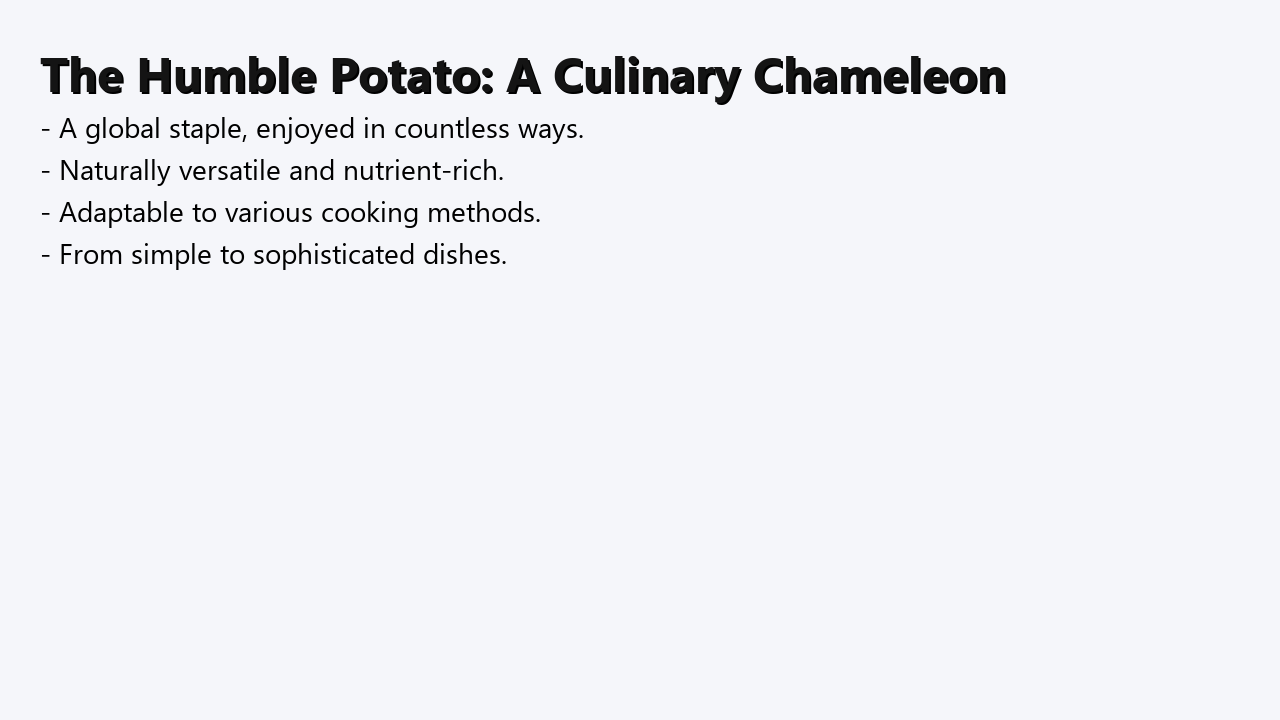 The Humble Potato: A Culinary Chameleon
- A global staple, enjoyed in countless ways.
- Naturally versatile and nutrient-rich.
- Adaptable to various cooking methods.
- From simple to sophisticated dishes.